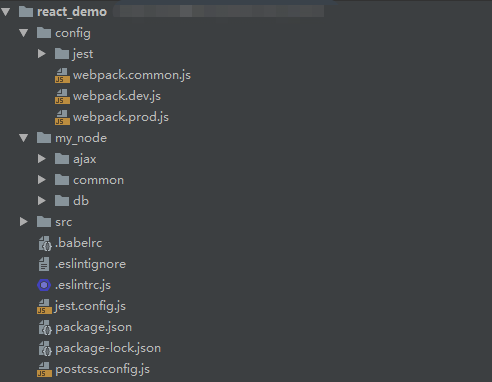 react_demo
config
jest
webpack.common.js
webpack.dev.js
webpack.prod.js
my_node
ajax
common
db
src
.babelrc
.eslintignore
.eslintrc.js
jest.config.js
package.json
package-lock.json
postcss.config.js